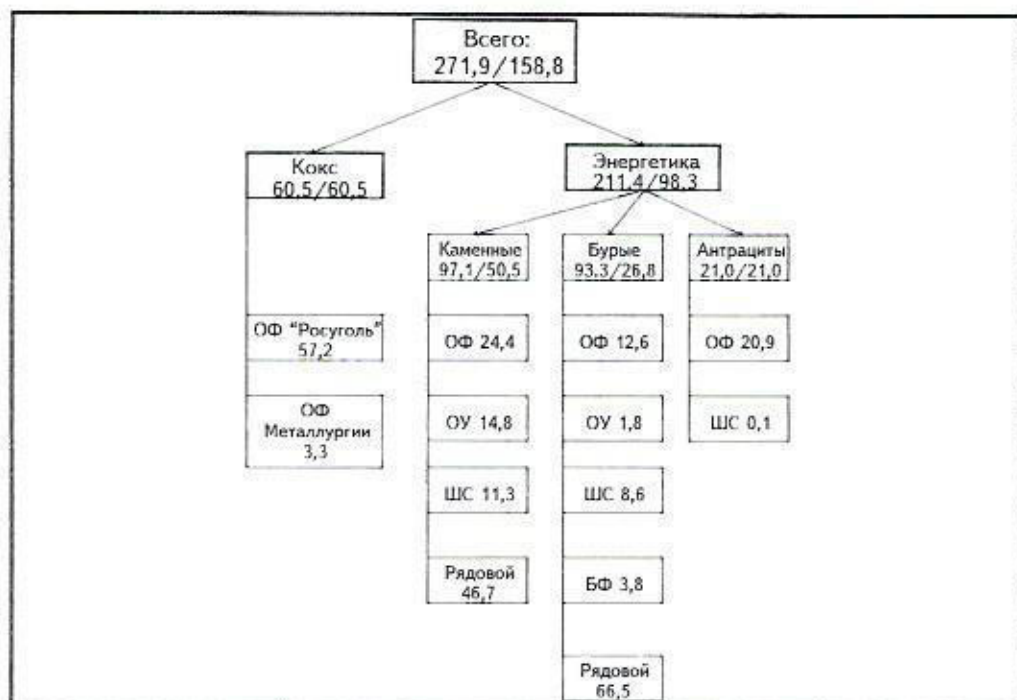 Всего:
271,9/158,8
Кокс
60,5/60,5
Энергетика
211,4/98,3
Каменные
97,1/50,5
Бурые
93.3/26,8
Антрациты
21,0/21,0
ОФ "Росуголь"
57,2
ОФ 24,4
ОФ 12,6
ОФ 20,9
ОФ
Металлургии
3,3
ОУ 14,8
ОУ 1,8
ШС 0,1
ШС 11,3
ШС 8,6
Рядовой
46,7
БФ 3,8
Рядовой
66,5